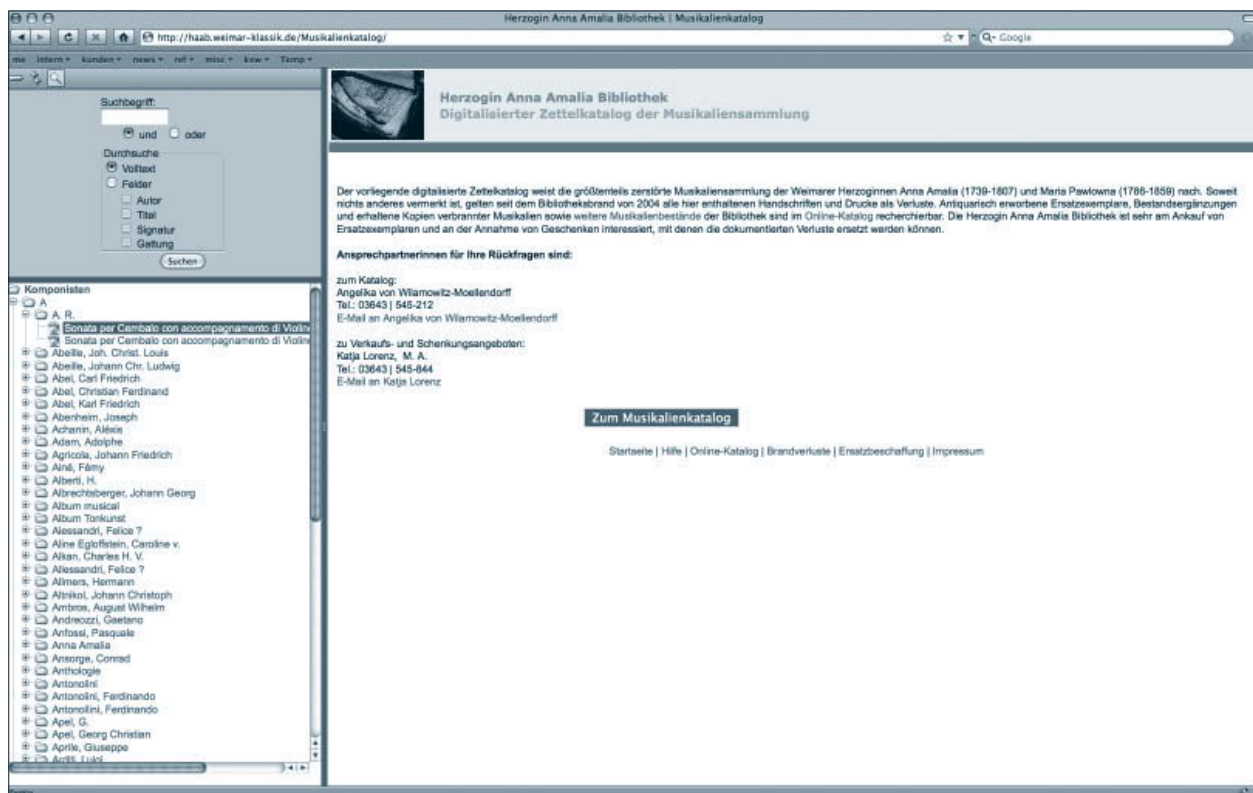 Herzogin Anna Amalia Bibliothek | Musikalienkatalog
http://haab.weimar-klassik.de/Musikalienkatalog/
Google
me intern kunden news ref misc ksw Temp
Suchbegriff:
und oder
Durchsuche
Volltext
Felder
Autor
Titel
Signatur
Gattung
Suchen
Komponisten
A
A. R.
Sonata per Cembalo con accompagnamento di Violin
Sonata per Cembalo con accompagnamento di Violin
Abeille, Joh. Christ. Louis
Abeille, Johann Chr. Ludwig
Abel, Carl Friedrich
Abel, Christian Ferdinand
Abel, Karl Friedrich
Abenheim, Joseph
Achanin, Aléxis
Adam, Adolphe
Agricola, Johann Friedrich
Ainé, Fámy
Alberti, H.
Albrechtsberger, Johann Georg
Album musical
Album Tonkunst
Alessandri, Felice ?
Aline Egloffstein, Caroline v.
Alkan, Charles H. V.
Allessandri, Felice ?
Allmers, Hermann
Altnikol, Johann Christoph
Ambros, August Wilhelm
Andreozzi, Gaetano
Anfossi, Pasquale
Anna Amalia
Ansorge, Conrad
Anthologie
Antonolini
Antonolini, Ferdinando
Antonollini, Ferdinando
Apel, G.
Apel, Georg Christian
Aprile, Giuseppe
Arditi, Luigi
Herzogin Anna Amalia Bibliothek
Digitalisierter Zettelkatalog der Musikaliensammlung
Der vorliegende digitalisierte Zettelkatalog weist die größtenteils zerstörte Musikaliensammlung der Weimarer Herzoginnen Anna Amalia (1739-1807) und Maria Pawlowna (1786-1859) nach. Soweit
nichts anderes vermerkt ist, gelten seit dem Bibliotheksbrand von 2004 alle hier enthaltenen Handschriften und Drucke als Verluste. Antiquarisch erworbene Ersatzexemplare, Bestandsergänzungen
und erhaltene Kopien verbrannter Musikalien sowie weitere Musikalienbestände der Bibliothek sind im Online-Katalog recherchierbar. Die Herzogin Anna Amalia Bibliothek ist sehr am Ankauf von
Ersatzexemplaren und an der Annahme von Geschenken interessiert, mit denen die dokumentierten Verluste ersetzt werden können.
Ansprechpartnerinnen für Ihre Rückfragen sind:
zum Katalog:
Angelika von Wilamowitz-Moellendorff
Tel.: 03643 | 545-212
E-Mail an Angelika von Wilamowitz-Moellendorff
zu Verkaufs- und Schenkungsangeboten:
Katja Lorenz, M. A.
Tel.: 03643 | 545-844
E-Mail an Katja Lorenz
Zum Musikalienkatalog
Startseite | Hilfe | Online-Katalog | Brandverluste | Ersatzbeschaffung | Impressum